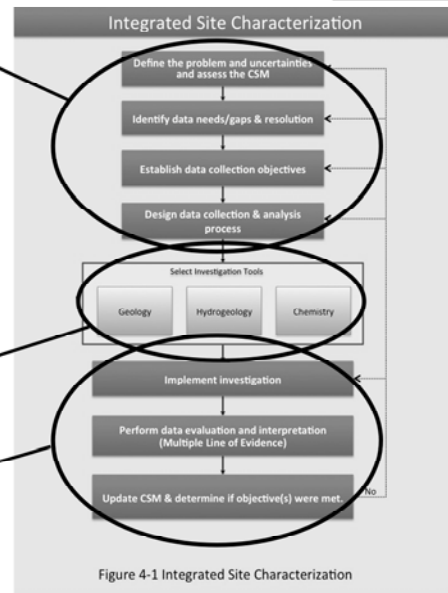 Integrated Site Characterization
Define the problem and uncertainties
and assess the CSM
Identify data needs/gaps & resolution
Establish data collection objectives
Design data collection & analysis
process
Select Investigation Tools
Geology
Hydrogeology
Chemistry
Implement investigation
Perform data evaluation and interpretation
(Multiple Line of Evidence)
Update CSM & determine if objective(s) were met.
No
Figure 4-1 Integrated Site Characterization